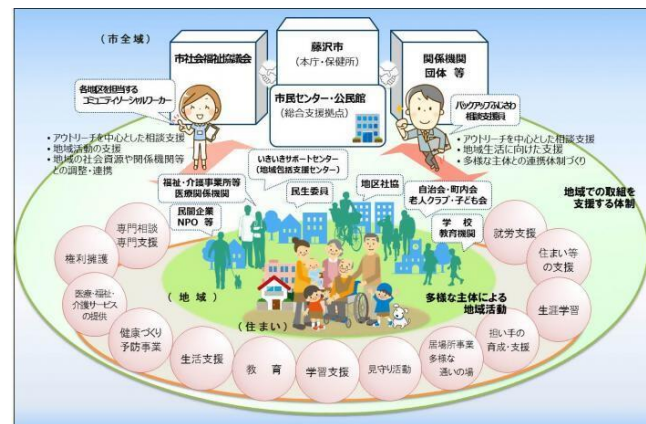 (市全域)
市社会福祉協議会
藤沢市
(本庁・保健所)
関係機関
団体 等
市民センター・公民館
(総合支援拠点)
各地区を担当する
コミュニティソーシャルワーカー
バックアップふじさわ
相談支援員
• アウトリーチを中心とした相談支援
• 地域活動の支援
• 地域の社会資源や関係機関等
との調整・連携
• アウトリーチを中心とした相談支援
• 地域生活に向けた支援
• 多様な主体との連携体制づくり
地域での取組を
支援する体制
いきいきサポートセンター
(地域包括支援センター)
福祉・介護事業所等
医療関係機関
民生委員
地区社協
自治会・町内会
老人クラブ・子ども会
民間企業
NPO 等
学 校
教育機関
専門相談
専門支援
権利擁護
医療・福祉・
介護サービス
の提供
健康づくり
予防事業
生活支援
教 育
学習支援
見守り活動
居場所事業
多様な
通いの場
担い手の
育成・支援
生涯学習
住まい等
の支援
就労支援
(地 域)
(住まい)
多様な主体による
地域活動